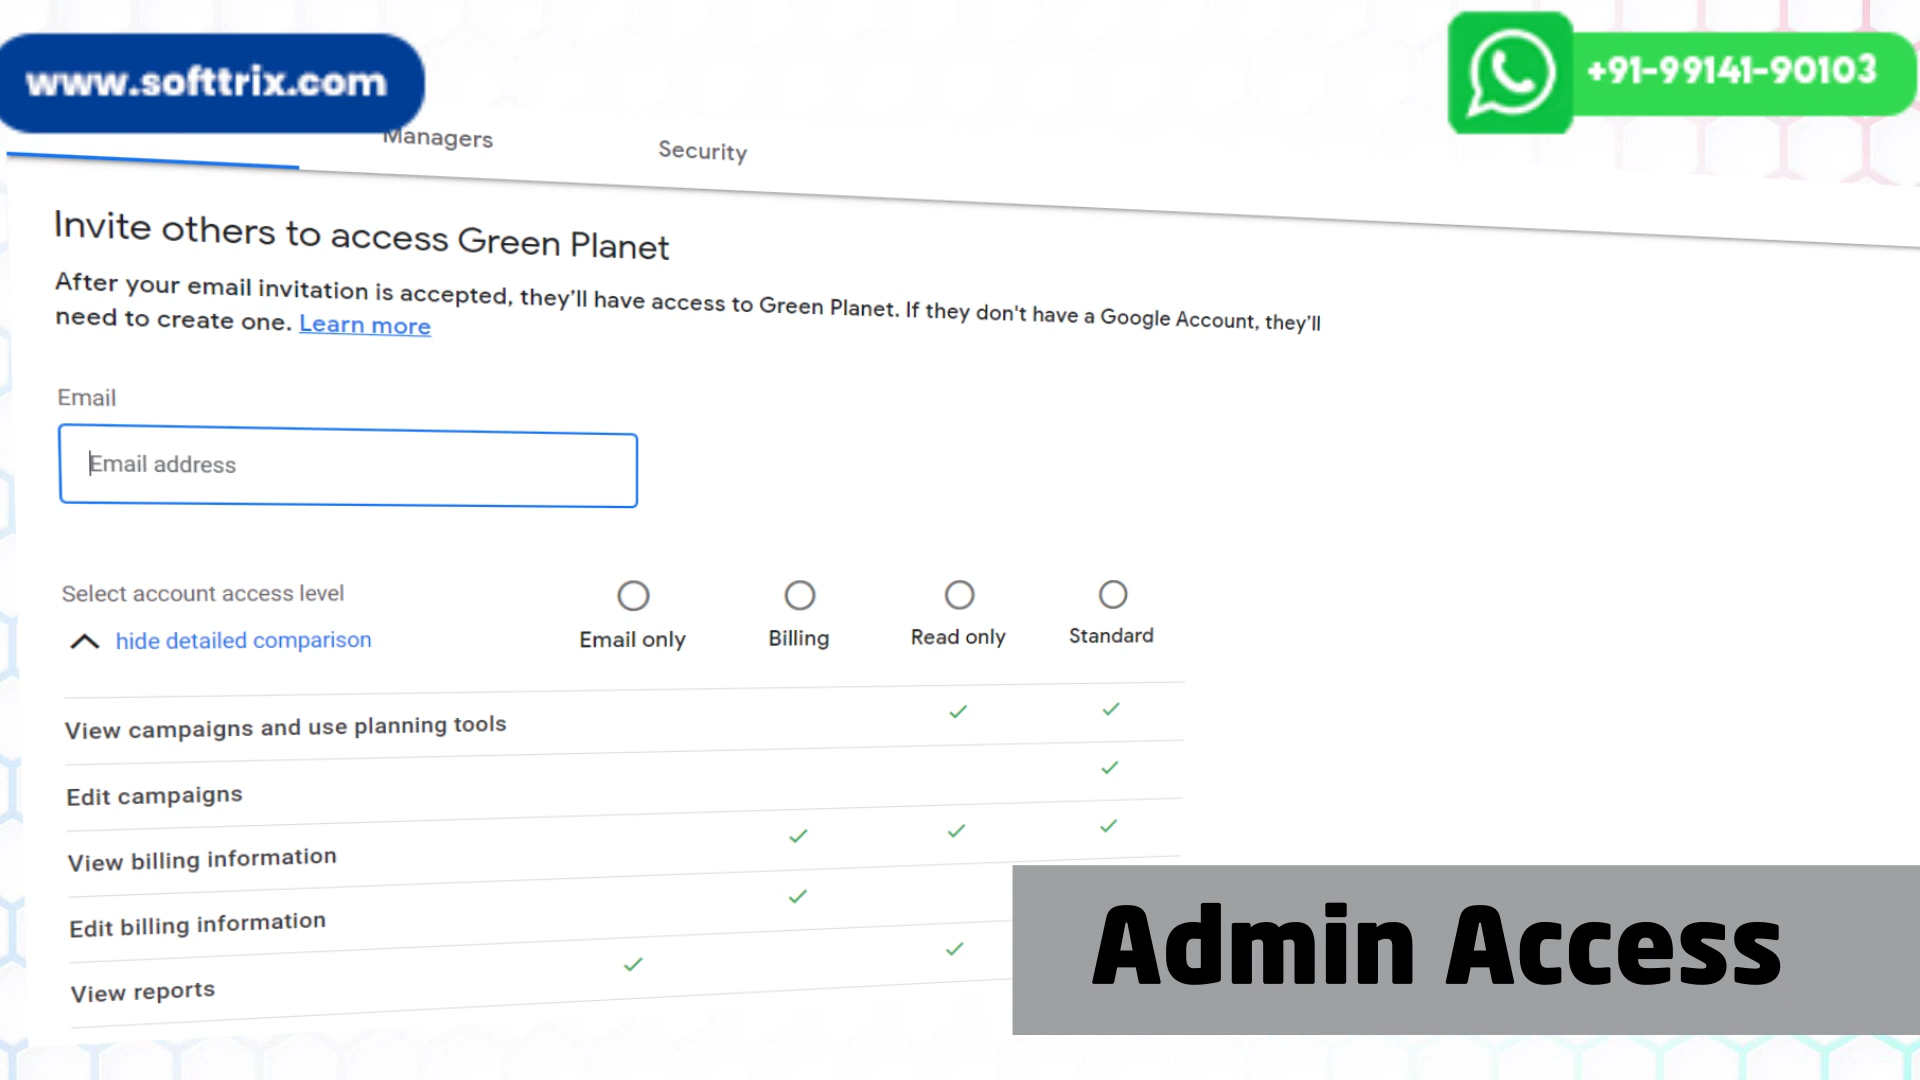 www.softtrix.com
+91-99141-90103
Managers
Security
Invite others to access Green Planet
After your email invitation is accepted, they’ll have access to Green Planet. If they don't have a Google Account, they’ll
need to create one. Learn more
Email
Email address
Select account access level
hide detailed comparison
Email only
Billing
Read only
Standard
View campaigns and use planning tools
Edit campaigns
View billing information
Edit billing information
View reports
Admin Access